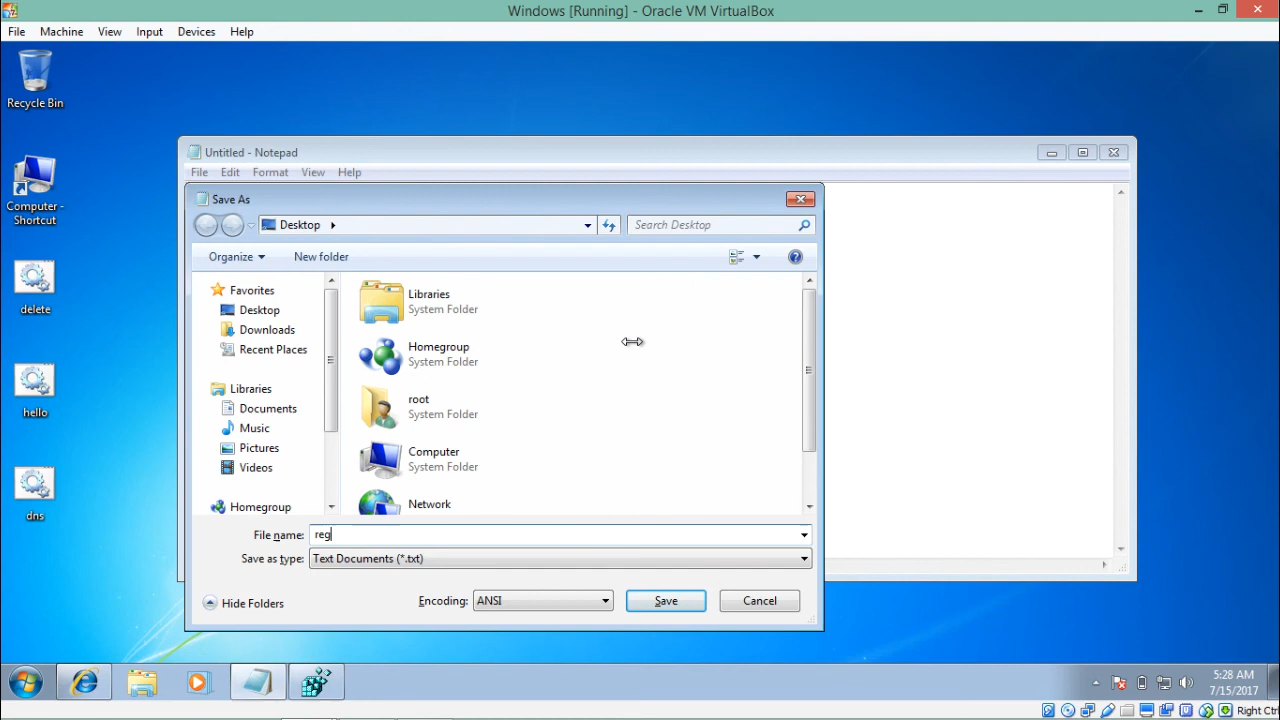 Windows [Running] - Oracle VM VirtualBox
File Machine View Input Devices Help
Recycle Bin
Computer -
Shortcut
delete
hello
dns
Untitled - Notepad
File Edit Format View Help
Save As
Desktop
Search Desktop
Organize New folder
Favorites
Desktop
Downloads
Recent Places
Libraries
Documents
Music
Pictures
Videos
Homegroup
Libraries
System Folder
Homegroup
System Folder
root
System Folder
Computer
System Folder
Network
File name: reg
Save as type: Text Documents (*.txt)
Hide Folders
Encoding: ANSI
Save
Cancel
5:28 AM
7/15/2017
Right Ctrl